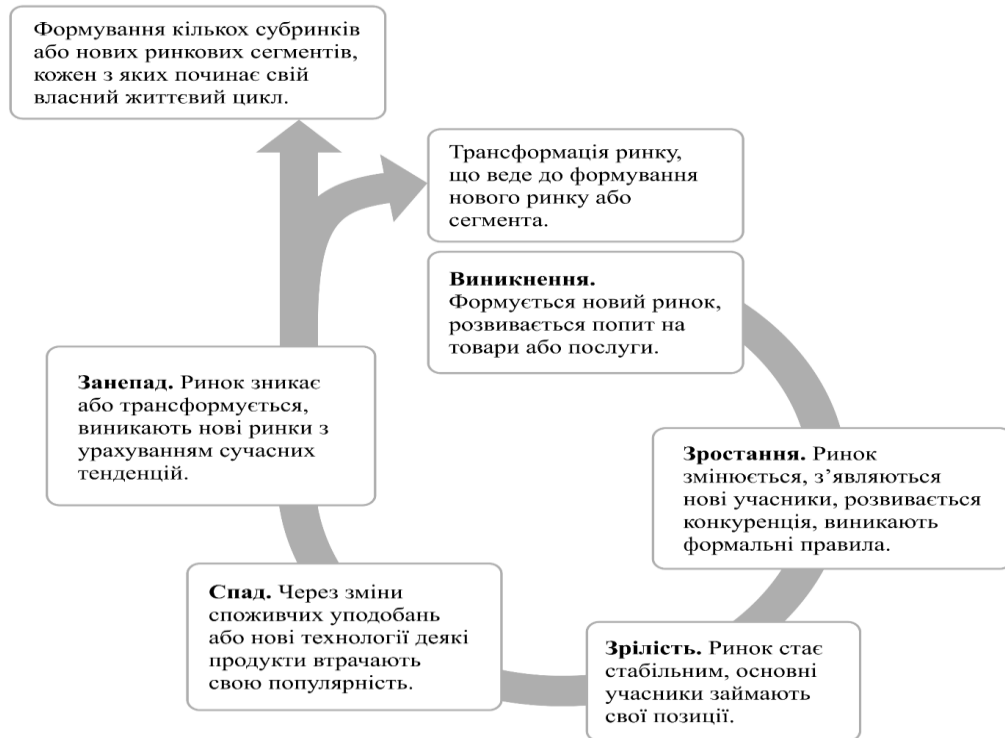 Формування кількох субринків
або нових ринкових сегментів,
кожен з яких починає свій
власний життєвий цикл.
Трансформація ринку,
що веде до формування
нового ринку або
сегмента.
Виникнення.
Формується новий ринок,
розвивається попит на
товари або послуги.
Зростання. Ринок
змінюється, з’являються
нові учасники, розвивається
конкуренція, виникають
формальні правила.
Зрілість. Ринок стає
стабільним, основні
учасники займають
свої позиції.
Спад. Через зміни
споживчих уподобань
або нові технології деякі
продукти втрачають
свою популярність.
Занепад. Ринок зникає
або трансформується,
виникають нові ринки з
урахуванням сучасних
тенденцій.